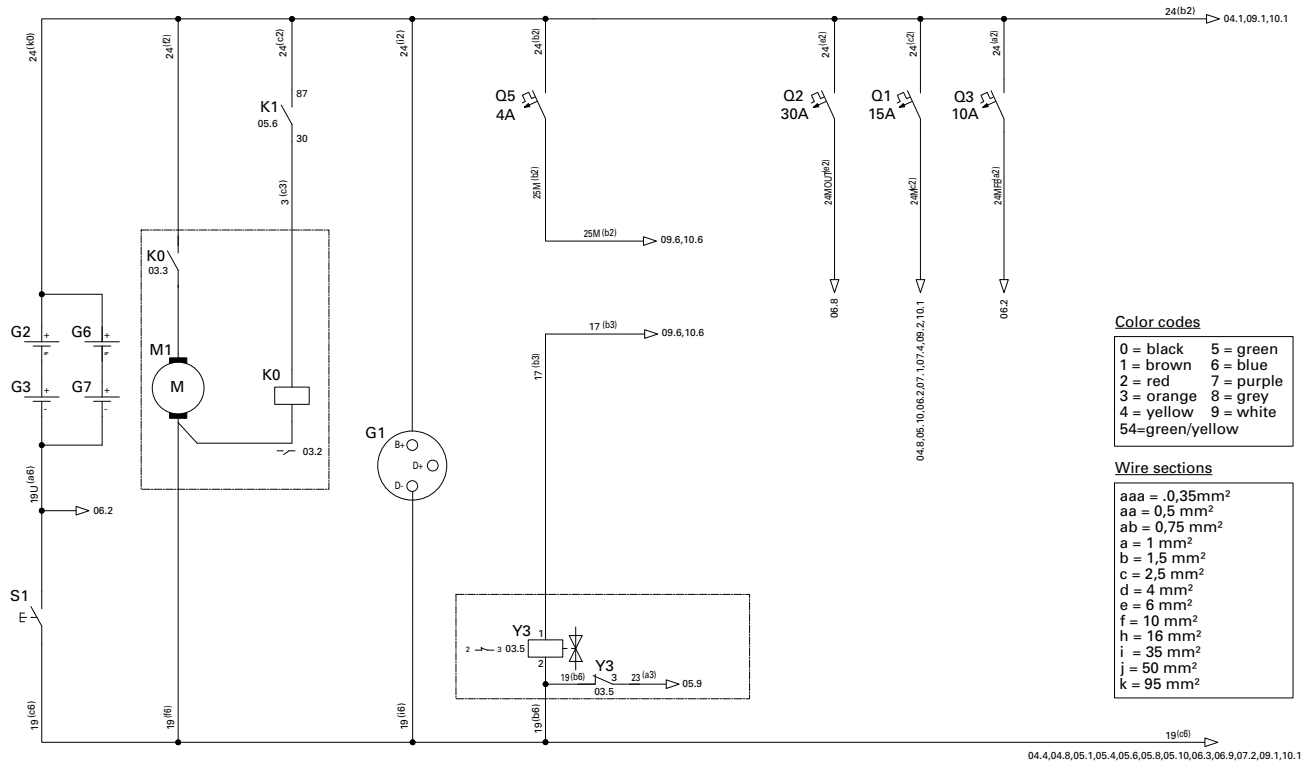 24(b2)
04.1,09.1,10.1
24(k0)
24(f2)
24(c2)
24(i2)
24(b2)
24(e2)
24(c2)
24(a2)
87
K1
05.6
30
Q5
4A
Q2
30A
Q1
15A
Q3
10A
3 (c3)
25M (b2)
24MOUT(e2)
24M(c2)
24MFE(a2)
25M (b2)
09.6,10.6
K0
03.3
06.8
04.8,05.10,06.2,07.1,07.4,09.2,10.1
06.2
G2
+
-
G6
+
-
17 (b3)
09.6,10.6
17 (b3)
M1
M
K0
G3
+
-
G7
+
-
03.2
G1
B+
D+
D-
19U (a6)
06.2
S1
E
Y3
1
2
2
3
03.5
Y3
19(b6)
3
23 (a3)
05.9
03.5
19(c6)
19(f6)
19(i6)
19(b6)
19(c6)
04.4,04.8,05.1,05.4,05.6,05.8,05.10,06.3,06.9,07.2,09.1,10.1
Color codes
0 = black 5 = green
1 = brown 6 = blue
2 = red 7 = purple
3 = orange 8 = grey
4 = yellow 9 = white
54=green/yellow
Wire sections
aaa = .0,35mm²
aa = 0,5 mm²
ab = 0,75 mm²
a = 1 mm²
b = 1,5 mm²
c = 2,5 mm²
d = 4 mm²
e = 6 mm²
f = 10 mm²
h = 16 mm²
i = 35 mm²
j = 50 mm²
k = 95 mm²